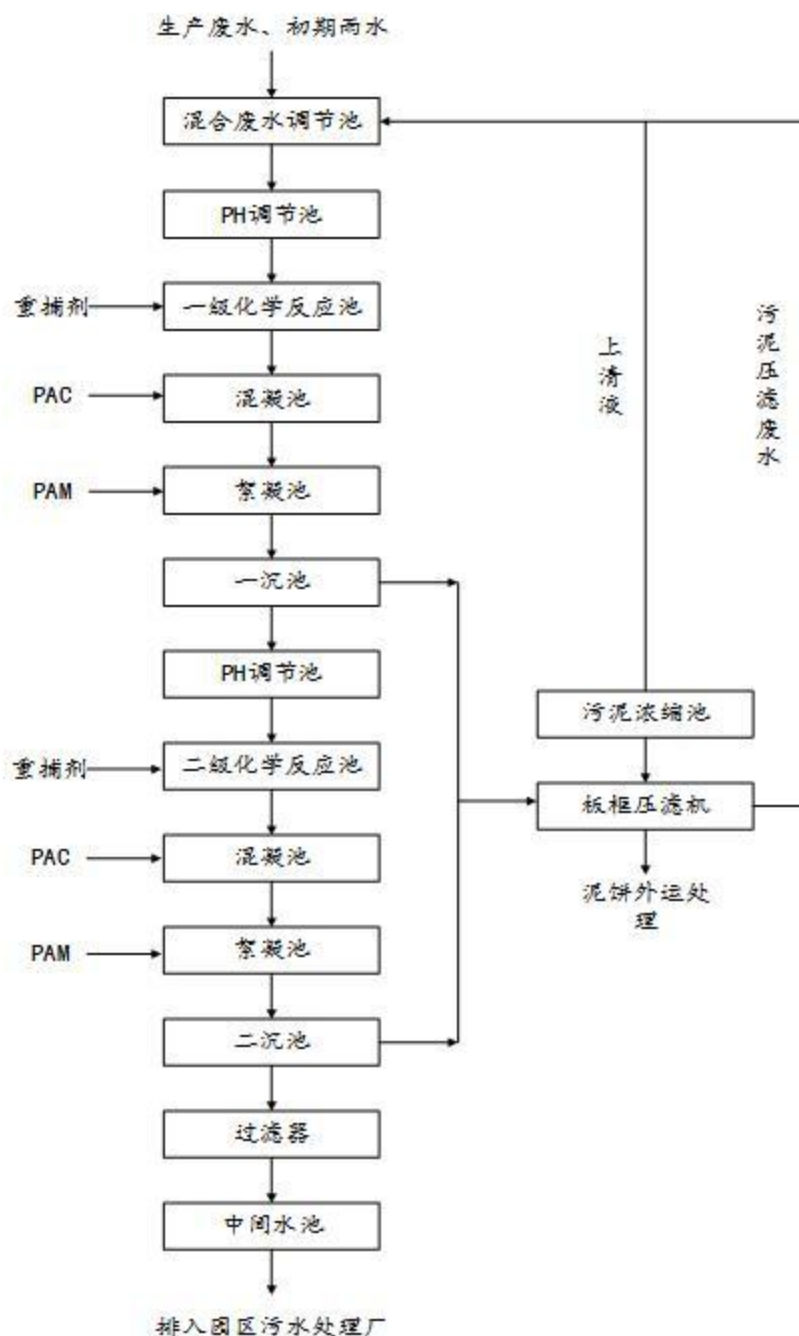 生产废水、初期雨水
混合废水调节池
PH调节池
重捕剂
一级化学反应池
PAC
混凝池
PAM
絮凝池
一沉池
PH调节池
重捕剂
二级化学反应池
PAC
混凝池
PAM
絮凝池
二沉池
过滤器
中间水池
排入园区污水处理厂
上清液
污泥压滤废水
污泥浓缩池
板框压滤机
泥饼外运处
理